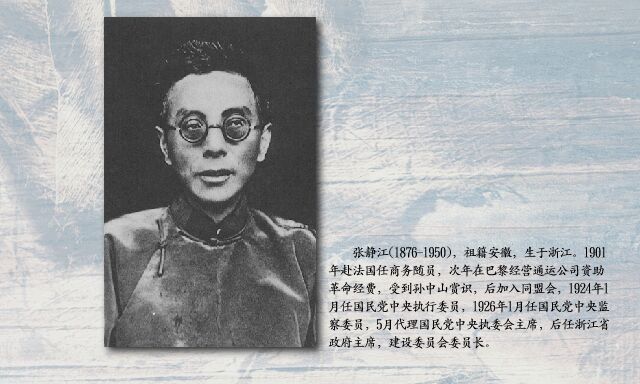 张静江(1876-1950)，祖籍安徽，生于浙江。1901
年赴法国任商务随员，次年在巴黎经营通运公司资助
革命经费，受到孙中山赏识，后加入同盟会，1924年1
月任国民党中央执行委员，1926年1月任国民党中央监
察委员，5月代理国民党中央执委会主席，后任浙江省
政府主席，建设委员会委员长。